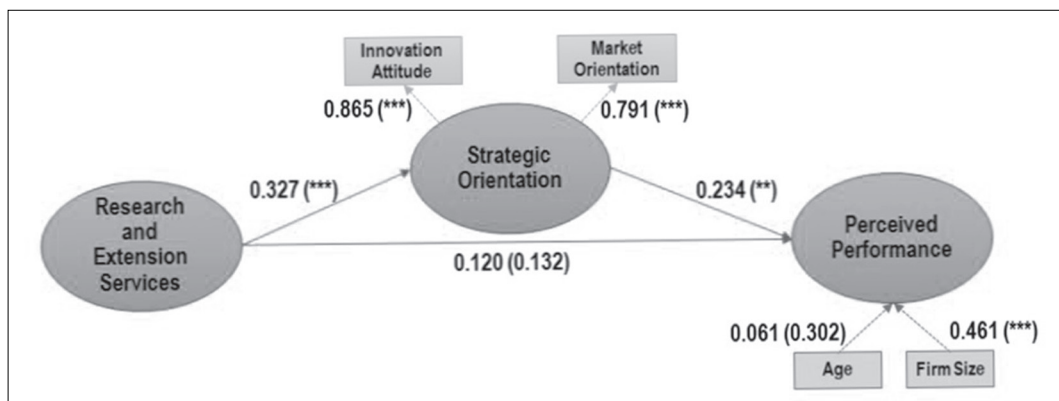 Innovation
Attitude
Market
Orientation
0.865 (***)
0.791 (***)
Strategic
Orientation
0.327 (***)
0.234 (**)
Research
and
Extension
Services
Perceived
Performance
0.120 (0.132)
0.061 (0.302)
0.461 (***)
Age
Firm Size